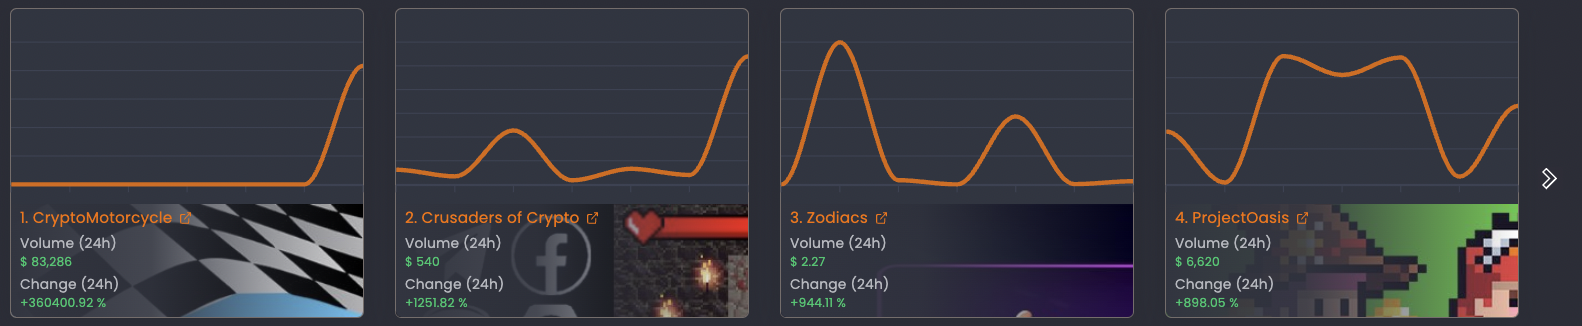 1. CryptoMotorcycle
Volume (24h)
$ 83,286
Change (24h)
+360400.92 %
2. Crusaders of Crypto
Volume (24h)
$ 540
Change (24h)
+1251.82 %
3. Zodiacs
Volume (24h)
$ 2.27
Change (24h)
+944.11 %
4. ProjectOasis
Volume (24h)
$ 6,620
Change (24h)
+898.05 %